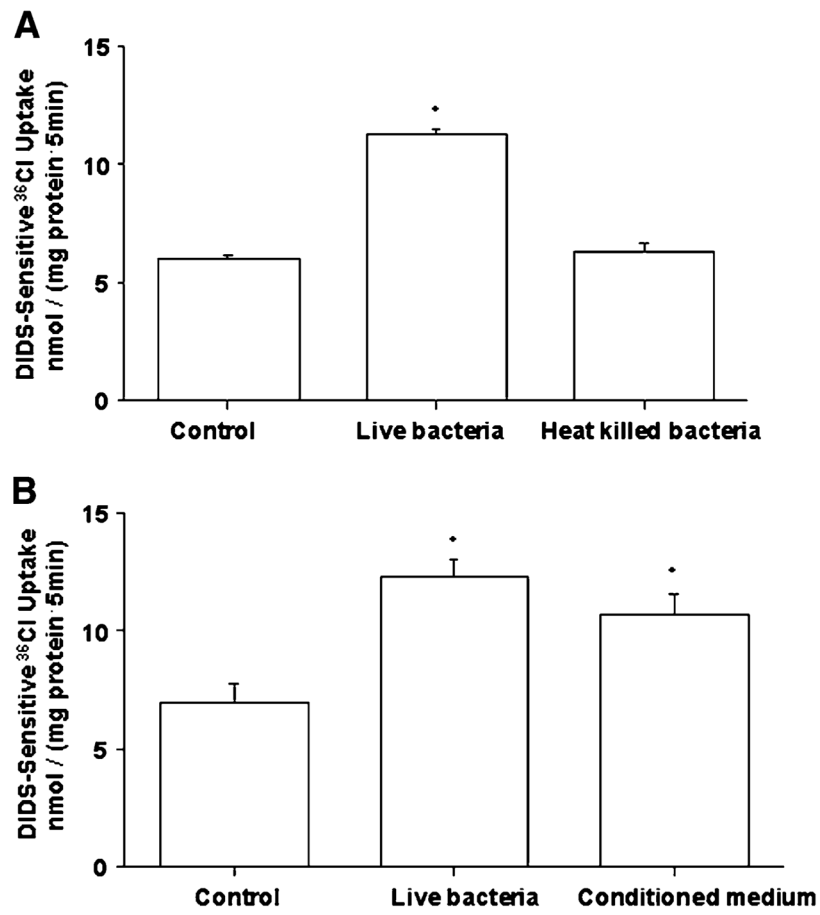 A
DIDS-Sensitive ³⁶Cl Uptake
nmol / (mg protein·5min)
15
10
5
0
Control
Live bacteria
Heat killed bacteria
B
DIDS-Sensitive ³⁶Cl Uptake
nmol / (mg protein·5min)
15
10
5
0
Control
Live bacteria
Conditioned medium